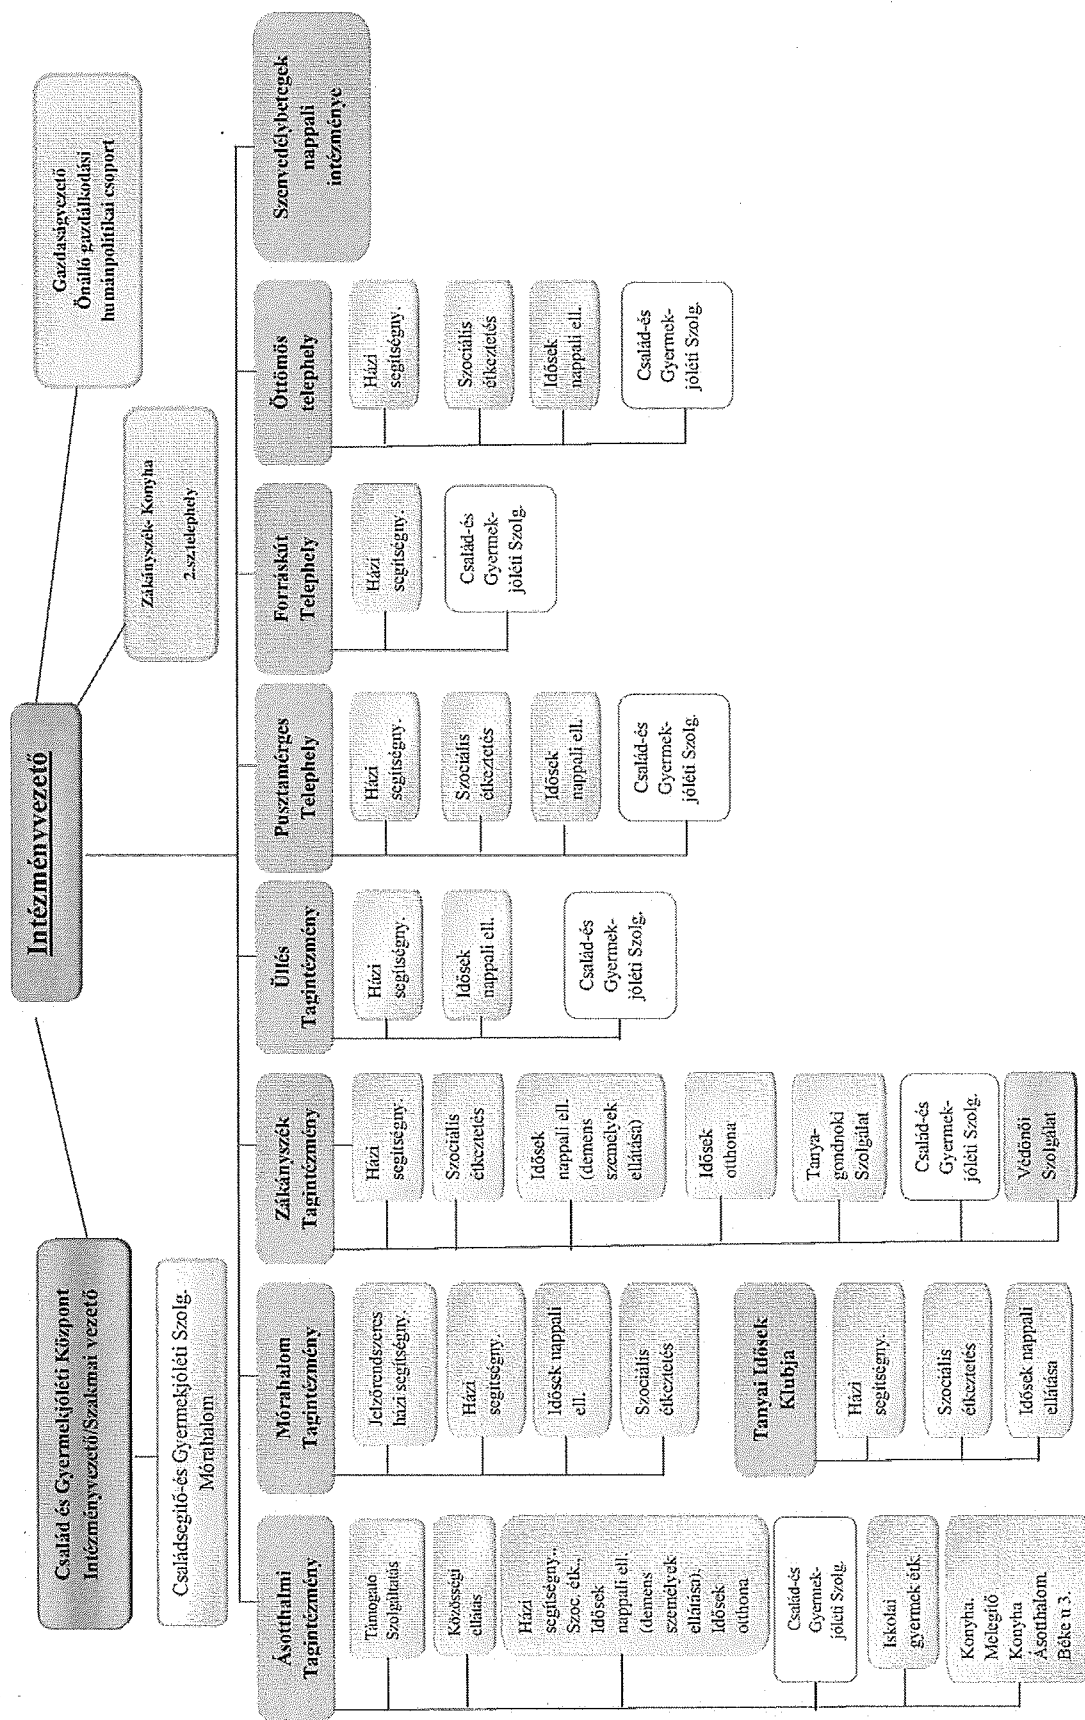 Intézményvezető
Család és Gyermekjóléti Központ
Intézményvezető/Szakmai vezető
Családsegítő-és Gyermekjóléti Szolg.
Mórahalom
Zákányszék- Konyha
2.sz telephely
Gazdaságvezető
Önálló gazdálkodási
humánpolitikai csoport
Ásotthalmi
Tagintézmény
Támogató
Szolgáltatás
Közösségi
ellátás
Házi
segítségny.,
Szoc. étk.,
Idősek
nappali ell.
(demens
személyek
ellátása),
Idősek
otthona
Család-és
Gyermek-
jóléti Szolg.
Iskolai
gyermek étk.
Konyha.
Melegítő
Konyha
Ásotthalom.
Béke u 3.
Mórahalom
Tagintézmény
Jelzőrendszeres
házi segítségny.
Házi
segítségny.
Idősek nappali
ell.
Szociális
étkeztetés
Tanyai Idősek
Klubja
Házi
segítségny.
Szociális
étkeztetés
Idősek nappali
ellátása
Zákányszék
Tagintézmény
Házi
segítségny.
Szociális
étkeztetés
Idősek
nappali ell.
(demens
személyek
ellátása)
Idősek
otthona
Tanya-
gondnoki
Szolgálat
Család-és
Gyermek-
jóléti Szolg.
Védőnői
Szolgálat
Üllés
Tagintézmény
Házi
segítségny.
Idősek
nappali ell.
Család-és
Gyermek-
jóléti Szolg.
Pusztamérges
Telephely
Házi
segítségny.
Szociális
étkeztetés
Idősek
nappali ell.
Család-és
Gyermek-
jóléti Szolg.
Forráskút
Telephely
Házi
segítségny.
Család-és
Gyermek-
jóléti Szolg.
Öttömös
telephely
Házi
segítségny.
Szociális
étkeztetés
Idősek
nappali ell.
Család-és
Gyermek-
jóléti Szolg.
Szenvedélybetegek
nappali
intézménye